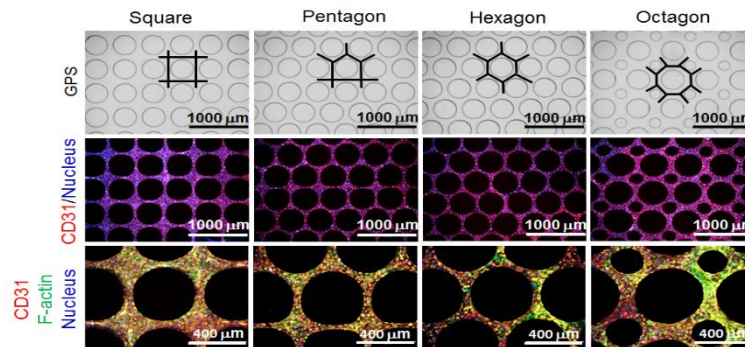 Square Pentagon Hexagon Octagon
GPS
1000 µm 1000 µm 1000 µm 1000 µm
CD31/Nucleus
1000 µm 1000 µm 1000 µm 1000 µm
CD31
F-actin
Nucleus
400 µm 400 µm 400 µm 400 µm